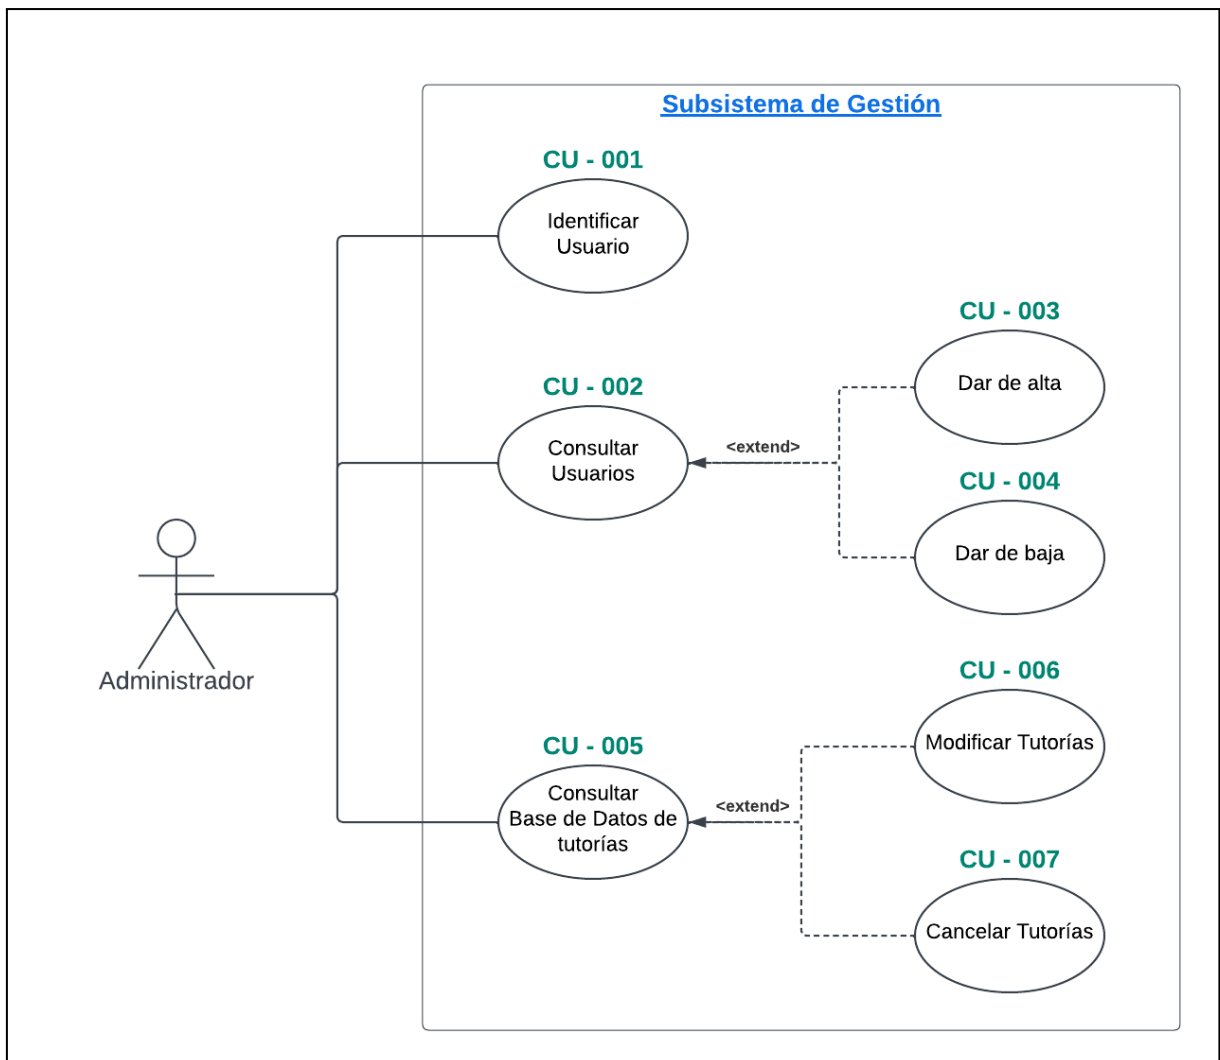 Subsistema de Gestión
CU - 001
Identificar
Usuario
CU - 003
Dar de alta
CU - 002
Consultar
Usuarios
<extend>
CU - 004
Dar de baja
Administrador
CU - 006
Modificar Tutorías
CU - 005
Consultar
Base de Datos de
tutorías
<extend>
CU - 007
Cancelar Tutorías